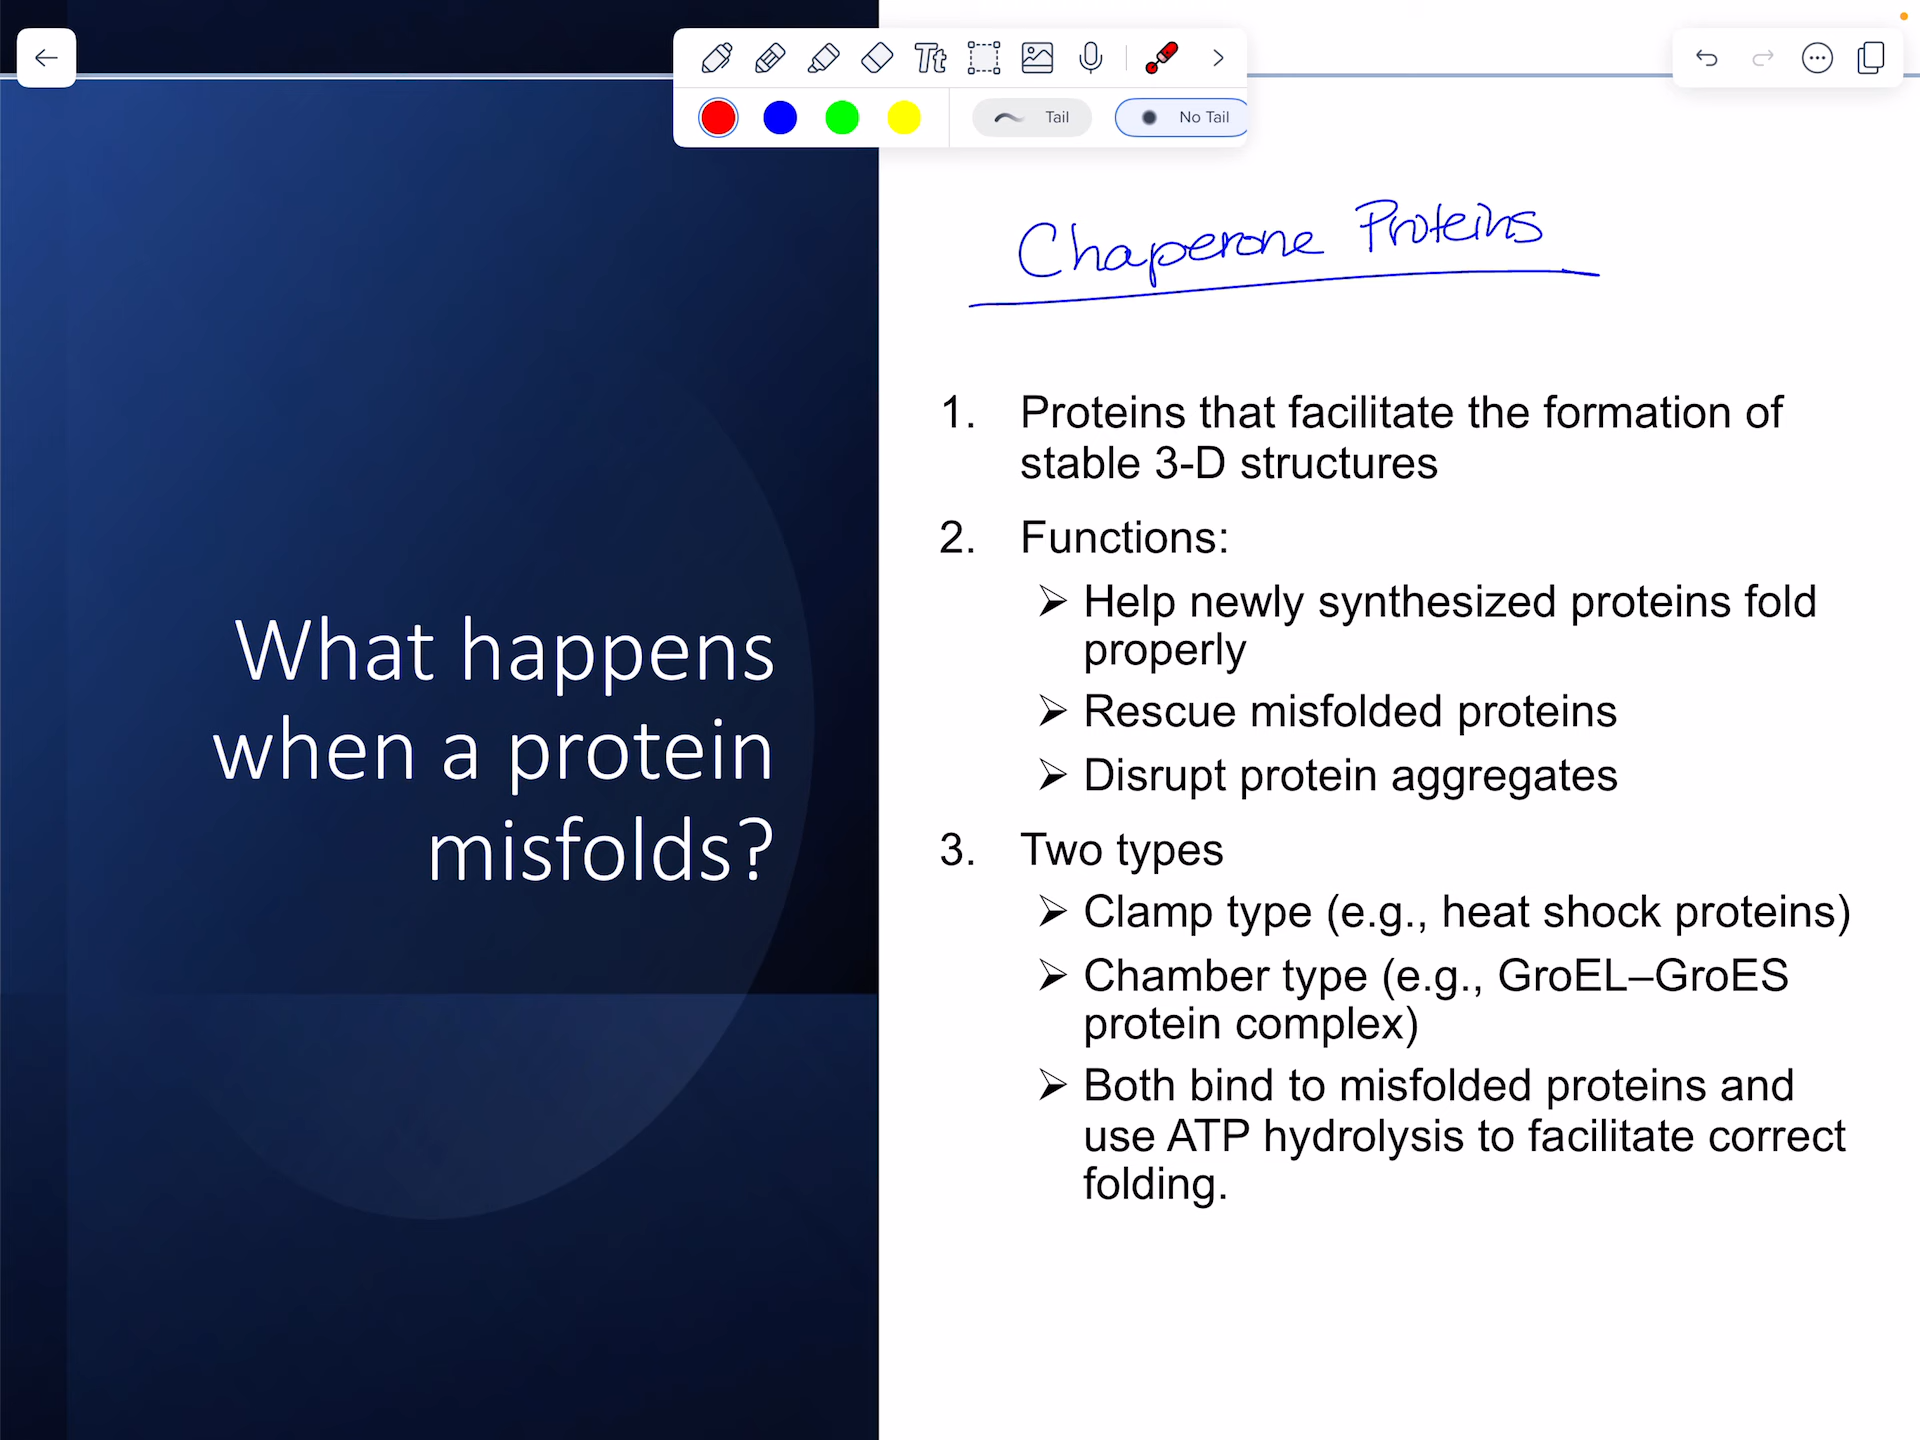 Tt
Tail
No Tail
Chaperone Proteins
What happens
when a protein
misfolds?
1. Proteins that facilitate the formation of
stable 3-D structures
2. Functions:
➢ Help newly synthesized proteins fold
properly
➢ Rescue misfolded proteins
➢ Disrupt protein aggregates
3. Two types
➢ Clamp type (e.g., heat shock proteins)
➢ Chamber type (e.g., GroEL–GroES
protein complex)
➢ Both bind to misfolded proteins and
use ATP hydrolysis to facilitate correct
folding.